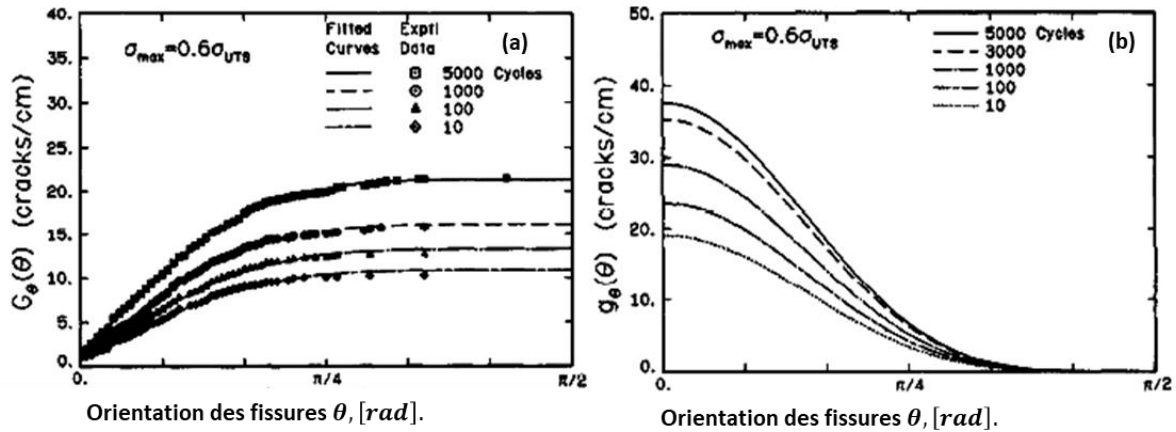 σmax=0.6σUTS
Fitted Curves
Exptl Data
(a)
5000 Cycles
1000
100
10
Gθ(θ) (cracks/cm)
40.
35.
30.
25.
20.
15.
10.
5.
0.
0. π/4 π/2
Orientation des fissures θ, [rad].
σmax=0.6σUTS
(b)
5000 Cycles
3000
1000
100
10
gθ(θ) (cracks/cm)
50.
40.
30.
20.
10.
0.
0. π/4 π/2
Orientation des fissures θ, [rad].